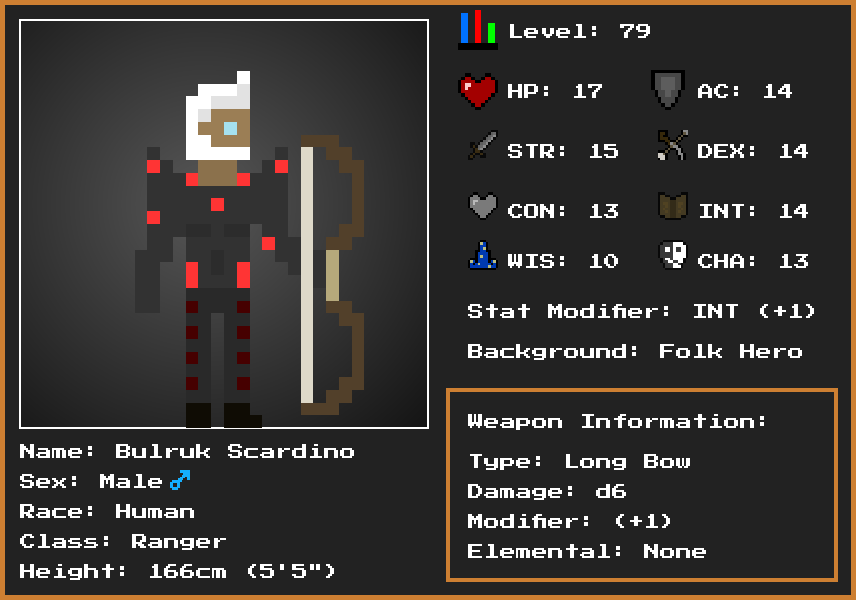 Level: 79
HP: 17 AC: 14
STR: 15 DEX: 14
CON: 13 INT: 14
WIS: 10 CHA: 13
Stat Modifier: INT (+1)
Background: Folk Hero
Name: Bulruk Scardino
Sex: Male ♂
Race: Human
Class: Ranger
Height: 166cm (5'5")
Weapon Information:
Type: Long Bow
Damage: d6
Modifier: (+1)
Elemental: None